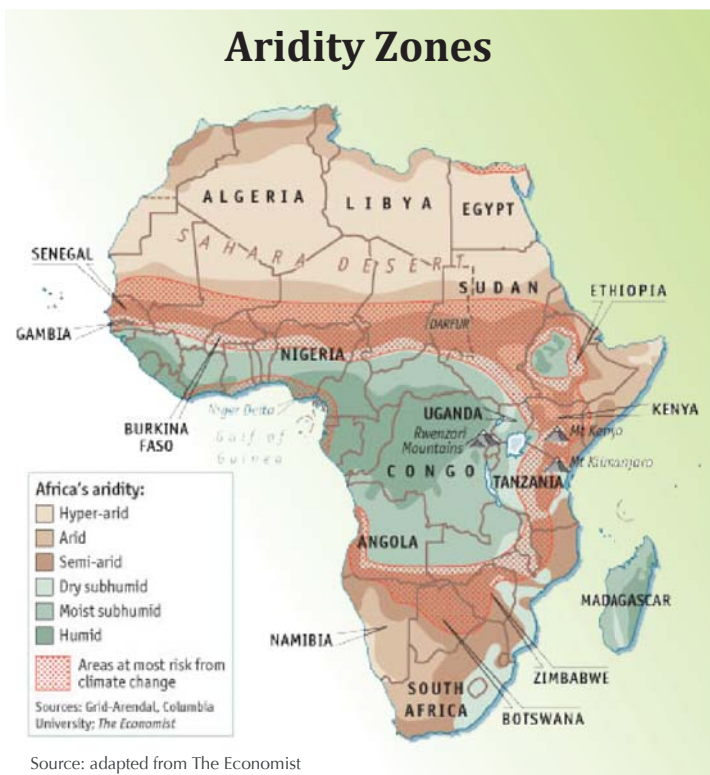 Aridity Zones
ALGERIA
LIBYA
EGYPT
SAHARA DESERT
SENEGAL
SUDAN
ETHIOPIA
DARFUR
GAMBIA
NIGERIA
BURKINA
FASO
Niger Delta
Gulf of
Guinea
UGANDA
KENYA
Rwenzori
Mountains
Mt Kenya
Mt Kilimanjaro
CONGO
TANZANIA
ANGOLA
MADAGASCAR
NAMIBIA
ZIMBABWE
SOUTH
AFRICA
BOTSWANA
Africa's aridity:
Hyper-arid
Arid
Semi-arid
Dry subhumid
Moist subhumid
Humid
Areas at most risk from
climate change
Sources: Grid-Arendal, Columbia
University; The Economist
Source: adapted from The Economist